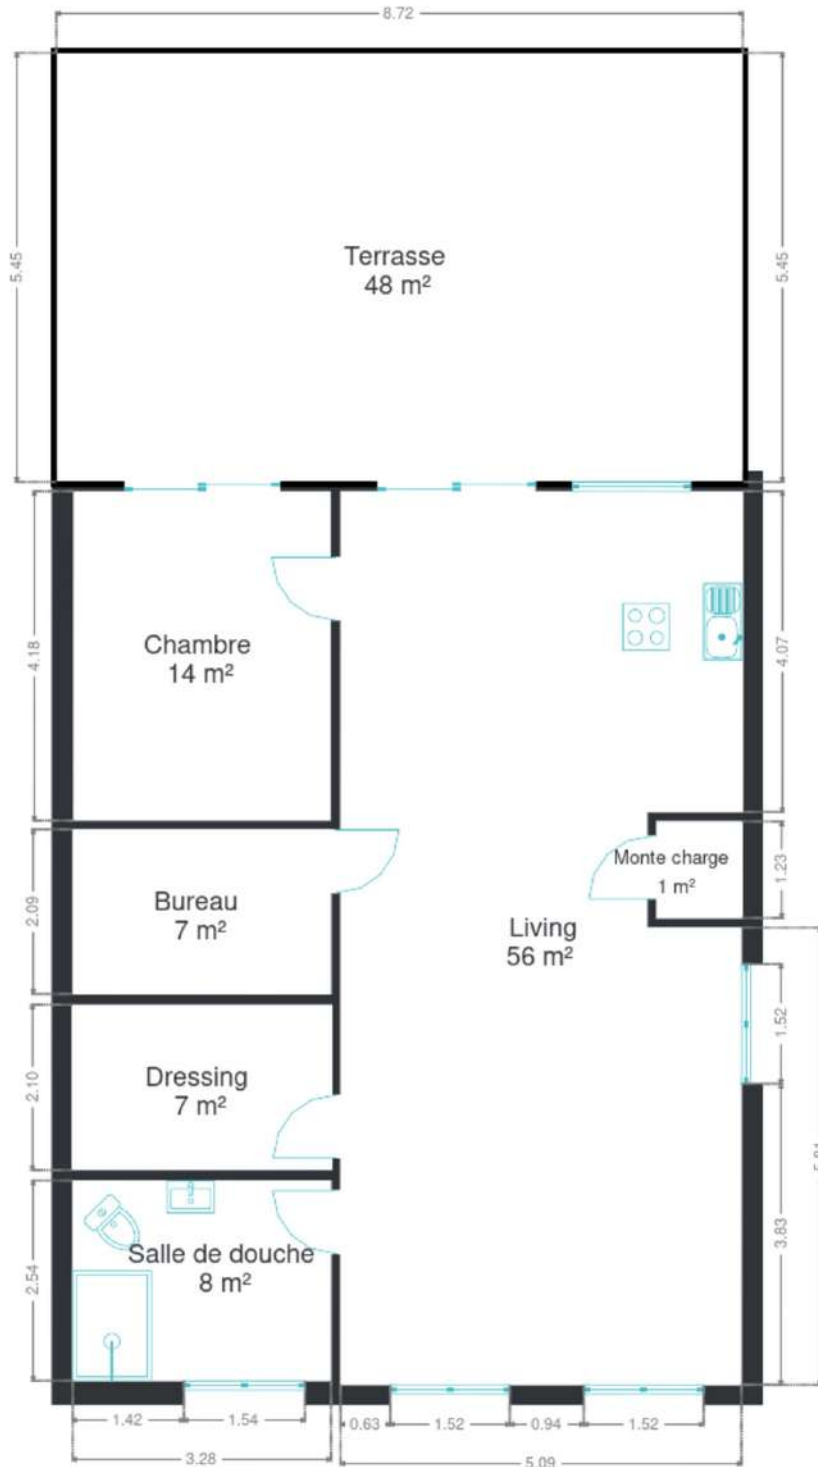 8.72
5.45
5.45
Terrasse
48 m²
4.18
Chambre
14 m²
4.07
Monte charge
1 m²
1.23
Bureau
7 m²
2.09
Living
56 m²
1.52
Dressing
7 m²
2.10
3.83
Salle de douche
8 m²
2.54
1.42
1.54
0.63
1.52
0.94
1.52
3.28
5.09